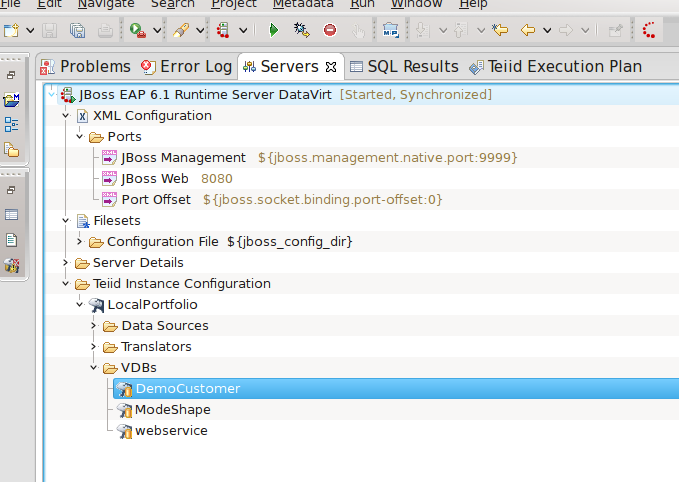 File Edit Navigate Search Project Metadata Run Window Help
Problems Error Log Servers SQL Results Teiid Execution Plan
JBoss EAP 6.1 Runtime Server DataVirt [Started, Synchronized]
XML Configuration
Ports
JBoss Management ${jboss.management.native.port:9999}
JBoss Web 8080
Port Offset ${jboss.socket.binding.port-offset:0}
Filesets
Configuration File ${jboss_config_dir}
Server Details
Teiid Instance Configuration
LocalPortfolio
Data Sources
Translators
VDBs
DemoCustomer
ModeShape
webservice